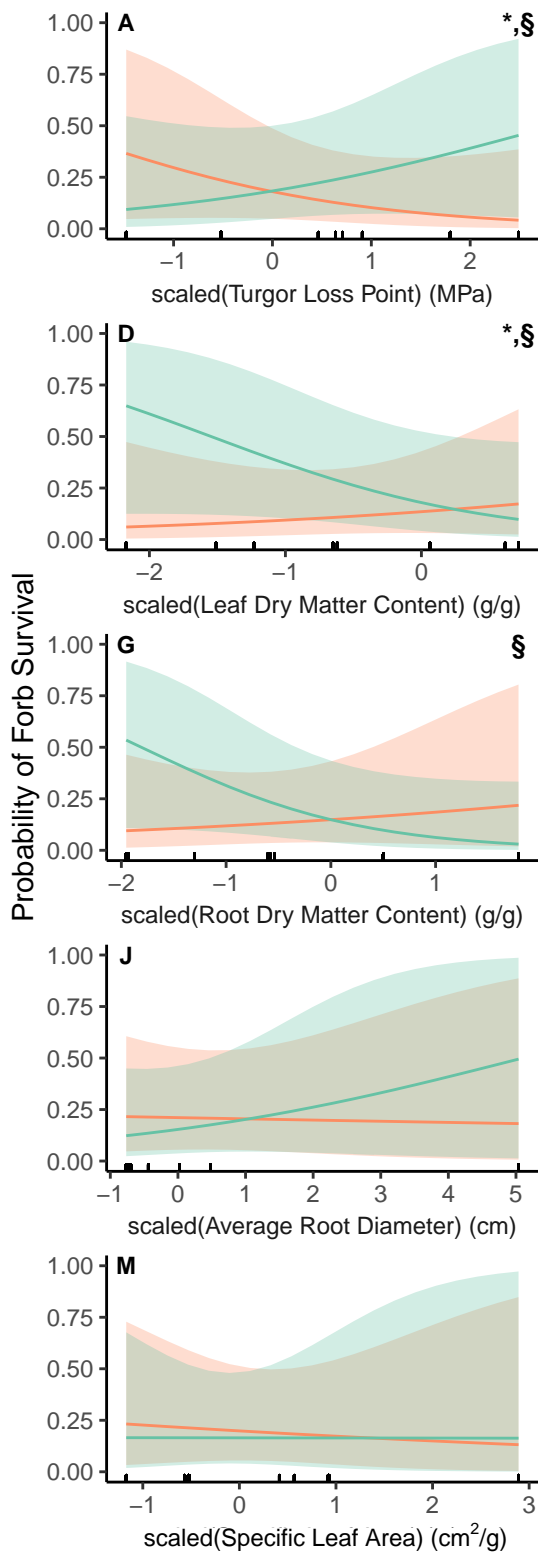 Probability of Forb Survival
A
*,§
1.00
0.75
0.50
0.25
0.00
−1 0 1 2
scaled(Turgor Loss Point) (MPa)
D
*,§
1.00
0.75
0.50
0.25
0.00
−2 −1 0
scaled(Leaf Dry Matter Content) (g/g)
G
§
1.00
0.75
0.50
0.25
0.00
−2 −1 0 1
scaled(Root Dry Matter Content) (g/g)
J
1.00
0.75
0.50
0.25
0.00
−1 0 1 2 3 4 5
scaled(Average Root Diameter) (cm)
M
1.00
0.75
0.50
0.25
0.00
−1 0 1 2 3
scaled(Specific Leaf Area) (cm²/g)